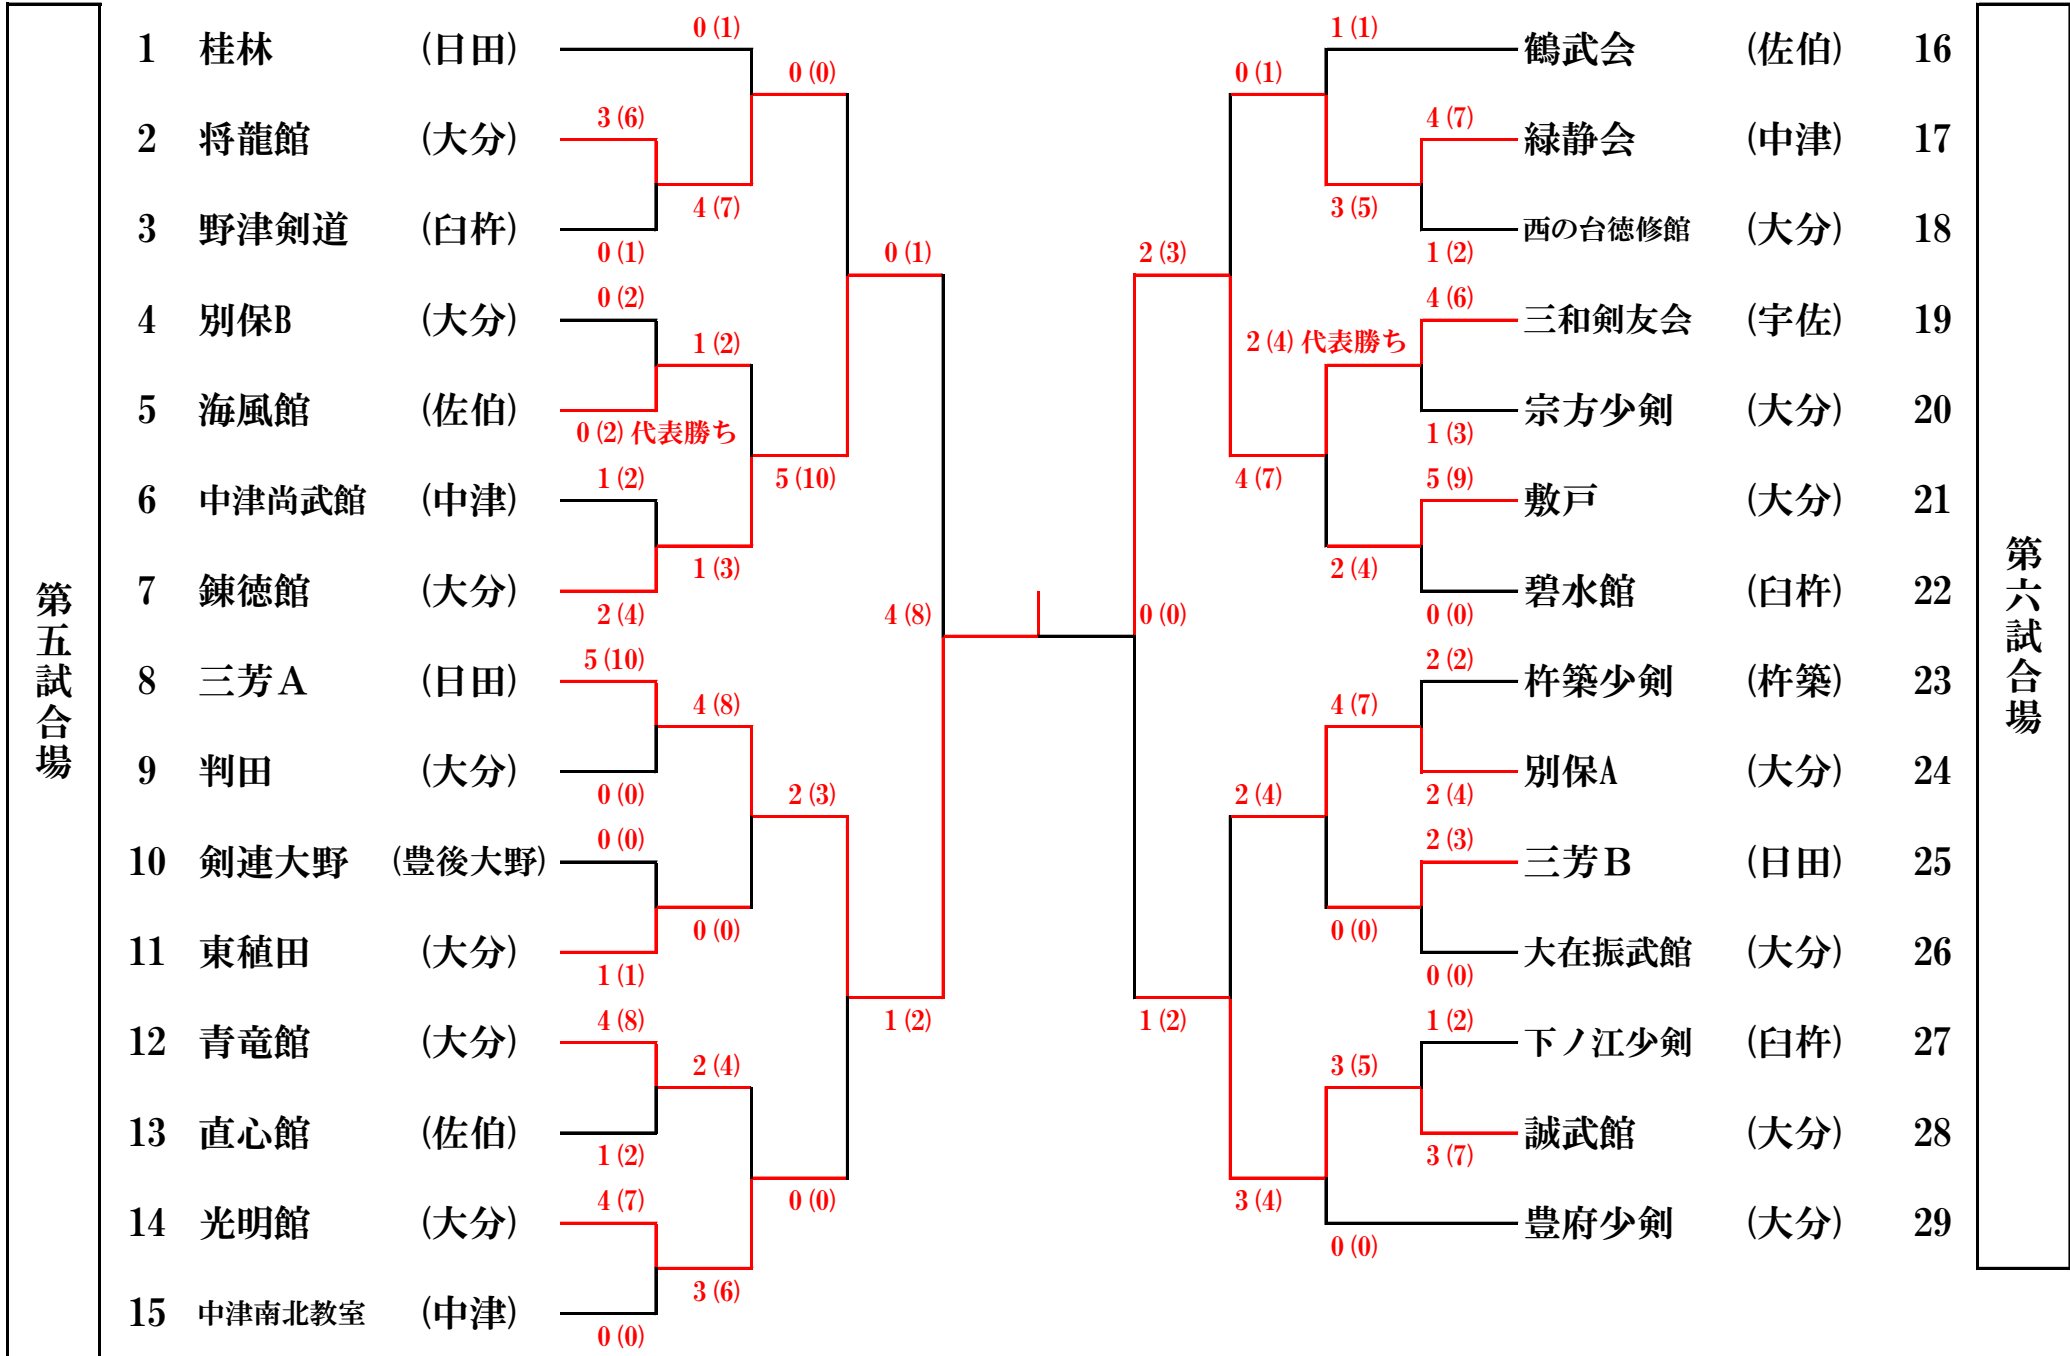 第五試合場
1 桂林 (日田) 0 (1)
0 (0)
2 将龍館 (大分) 3 (6)
4 (7)
3 野津剣道 (臼杵) 0 (1)
0 (1)
4 別保B (大分) 0 (2)
1 (2)
5 海風館 (佐伯) 0 (2) 代表勝ち
5 (10)
6 中津尚武館 (中津) 1 (2)
1 (3)
7 錬徳館 (大分) 2 (4)
4 (8)
8 三芳A (日田) 5 (10)
4 (8)
9 判田 (大分) 0 (0)
2 (3)
10 剣連大野 (豊後大野) 0 (0)
0 (0)
11 東稙田 (大分) 1 (1)
1 (2)
12 青竜館 (大分) 4 (8)
2 (4)
13 直心館 (佐伯) 1 (2)
0 (0)
14 光明館 (大分) 4 (7)
3 (6)
15 中津南北教室 (中津) 0 (0)
第六試合場
1 (1) 鶴武会 (佐伯) 16
0 (1)
4 (7) 緑静会 (中津) 17
3 (5)
1 (2) 西の台徳修館 (大分) 18
2 (3)
4 (6) 三和剣友会 (宇佐) 19
2 (4) 代表勝ち
1 (3) 宗方少剣 (大分) 20
4 (7)
5 (9) 敷戸 (大分) 21
2 (4)
0 (0) 碧水館 (臼杵) 22
0 (0)
2 (2) 杵築少剣 (杵築) 23
4 (7)
2 (4) 別保A (大分) 24
2 (4)
2 (3) 三芳B (日田) 25
0 (0)
0 (0) 大在振武館 (大分) 26
1 (2)
1 (2) 下ノ江少剣 (臼杵) 27
3 (5)
3 (7) 誠武館 (大分) 28
3 (4)
0 (0) 豊府少剣 (大分) 29